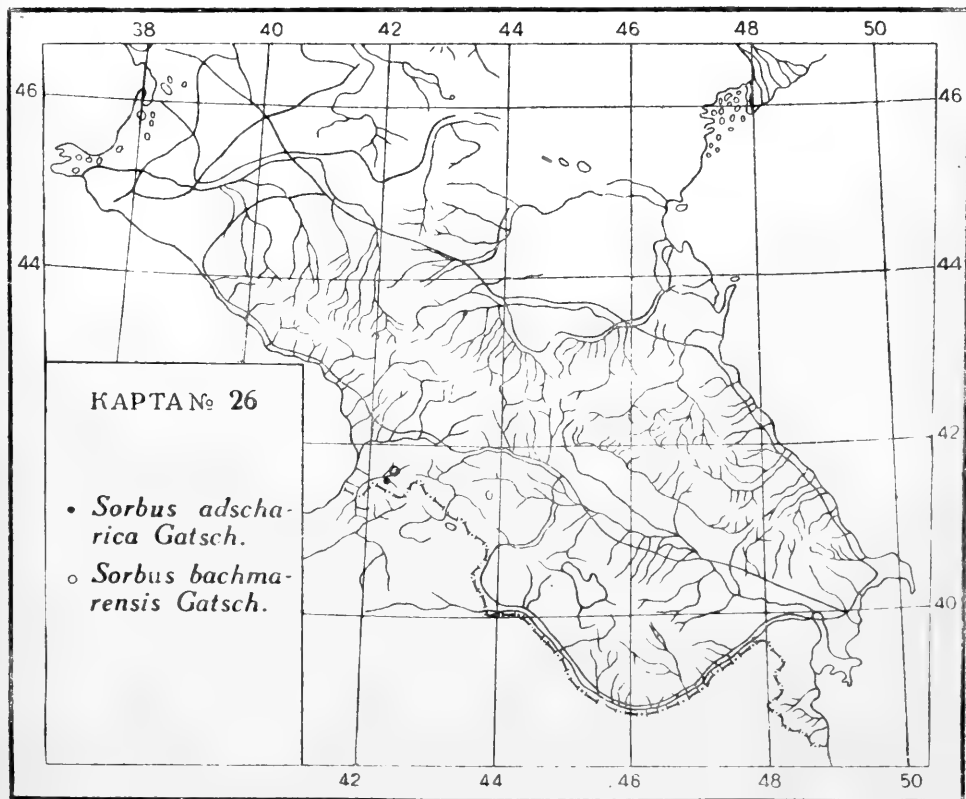 38 40 42 44 46 48 50
46 46
44 44
КАРТА № 26
42
• Sorbus adscha-
rica Gatsch.
○ Sorbus bachma-
rensis Gatsch.
40
42 44 46 48 50